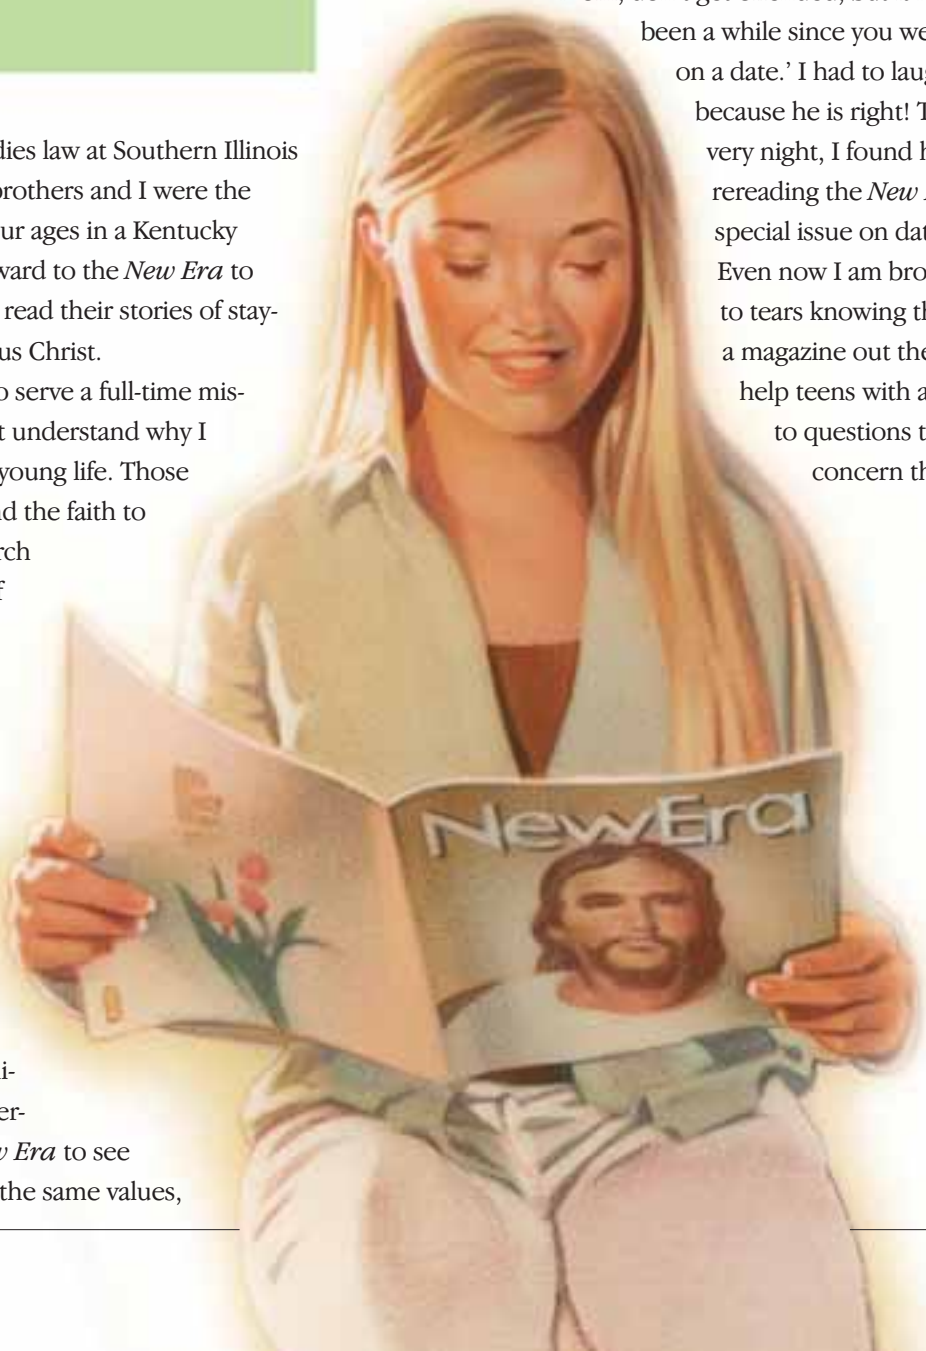 dies law at Southern Illinois
brothers and I were the
ur ages in a Kentucky
ward to the New Era to
read their stories of stay-
us Christ.
o serve a full-time mis-
t understand why I
young life. Those
nd the faith to
rch
f
i-
er-
w Era to see
the same values,
been a while since you we
on a date.’ I had to laug
because he is right! T
very night, I found h
rereading the New
special issue on dat
Even now I am bro
to tears knowing th
a magazine out the
help teens with a
to questions t
concern th
NewEra